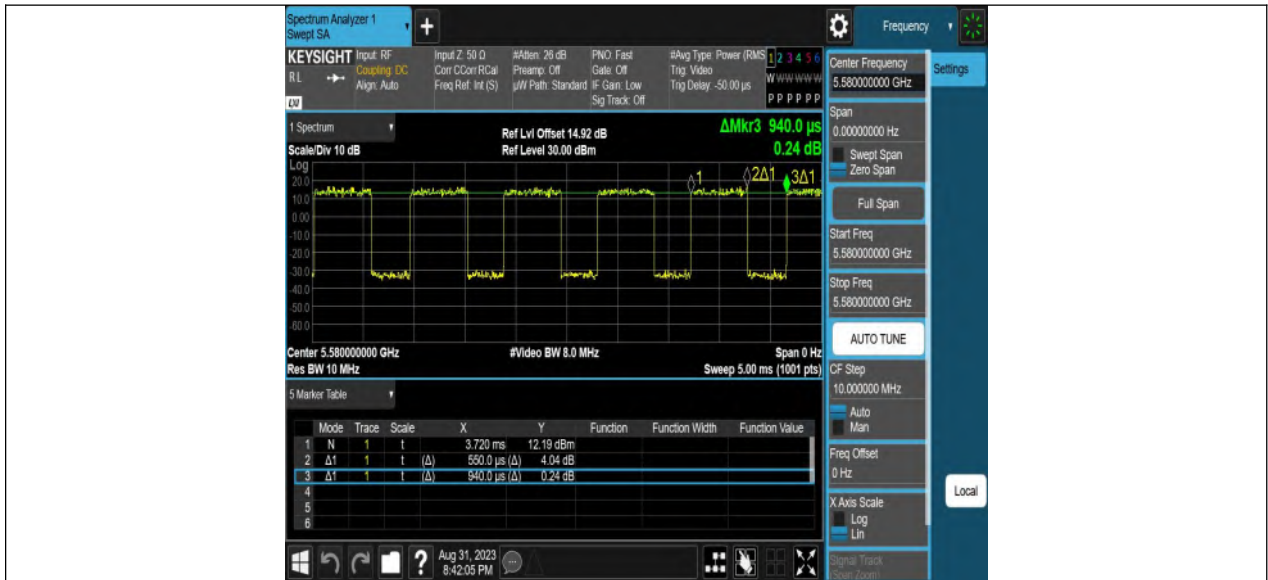 Spectrum Analyzer 1
Swept SA
+
Frequency
KEYSIGHT
RL
LXI
Input: RF
Coupling: DC
Align: Auto
Input Z: 50 Ω
Corr CCorr RCal
Freq Ref: Int (S)
#Atten: 26 dB
Preamp: Off
µW Path: Standard
PNO: Fast
Gate: Off
IF Gain: Low
Sig Track: Off
#Avg Type: Power (RMS
Trig: Video
Trig Delay: -50.00 µs
1 2 3 4 5 6
W W W W W W
P P P P P P
1 Spectrum
Scale/Div 10 dB
Ref Lvl Offset 14.92 dB
Ref Level 30.00 dBm
ΔMkr3 940.0 µs
0.24 dB
Log
20.0
10.0
0.00
-10.0
-20.0
-30.0
-40.0
-50.0
-60.0
1
2Δ1
3Δ1
Center 5.580000000 GHz
#Video BW 8.0 MHz
Span 0 Hz
Res BW 10 MHz
Sweep 5.00 ms (1001 pts)
5 Marker Table
Mode Trace Scale X Y Function Function Width Function Value
1 N 1 t 3.720 ms 12.19 dBm
2 Δ1 1 t (Δ) 550.0 µs (Δ) 4.04 dB
3 Δ1 1 t (Δ) 940.0 µs (Δ) 0.24 dB
4
5
6
?
Aug 31, 2023
8:42:05 PM
Center Frequency
5.580000000 GHz
Settings
Span
0.00000000 Hz
Swept Span
Zero Span
Full Span
Start Freq
5.580000000 GHz
Stop Freq
5.580000000 GHz
AUTO TUNE
CF Step
10.000000 MHz
Auto
Man
Freq Offset
0 Hz
X Axis Scale
Log
Lin
Local
Signal Track
(Span Zoom)